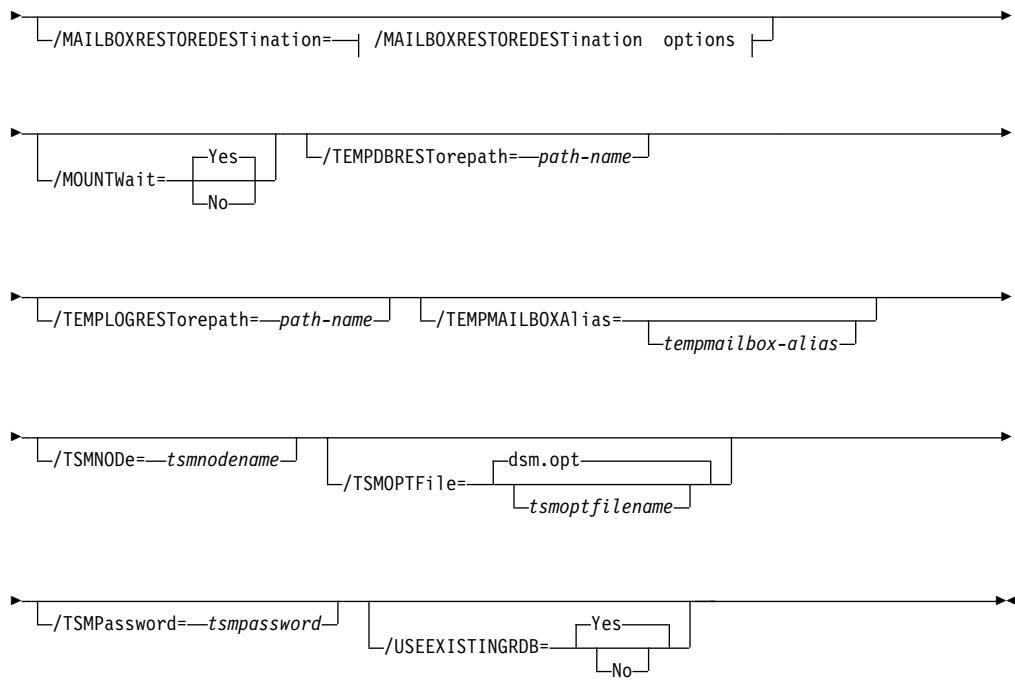 /MAILBOXRESTOREDESTination= /MAILBOXRESTOREDESTination options
Yes
/MOUNTWait=
No
/TEMPDBRESTorepath= path-name
/TEMPLOGRESTorepath= path-name
/TEMPMAILBOXAlias=
tempmailbox-alias
/TSMNODe= tsmnodename
dsm.opt
/TSMOPTFile=
tsmoptfilename
/TSMPassword= tsmpassword
Yes
/USEEXISTINGRDB=
No